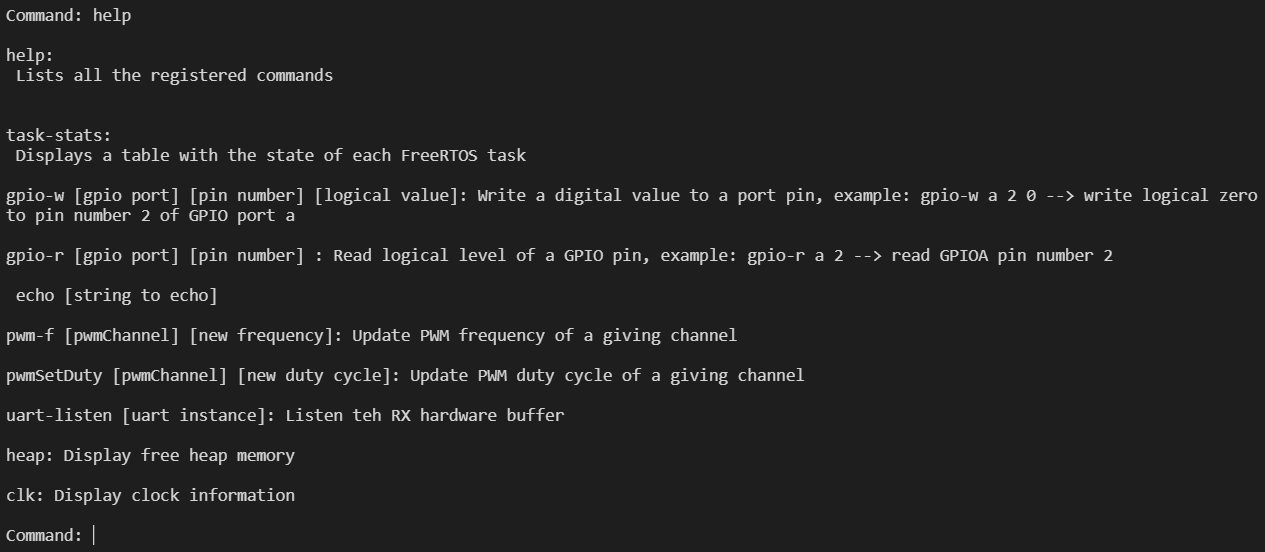 Command: help
help:
Lists all the registered commands
task-stats:
Displays a table with the state of each FreeRTOS task
gpio-w [gpio port] [pin number] [logical value]: Write a digital value to a port pin, example: gpio-w a 2 0 --> write logical zero
to pin number 2 of GPIO port a
gpio-r [gpio port] [pin number] : Read logical level of a GPIO pin, example: gpio-r a 2 --> read GPIOA pin number 2
echo [string to echo]
pwm-f [pwmChannel] [new frequency]: Update PWM frequency of a giving channel
pwmSetDuty [pwmChannel] [new duty cycle]: Update PWM duty cycle of a giving channel
uart-listen [uart instance]: Listen teh RX hardware buffer
heap: Display free heap memory
clk: Display clock information
Command: